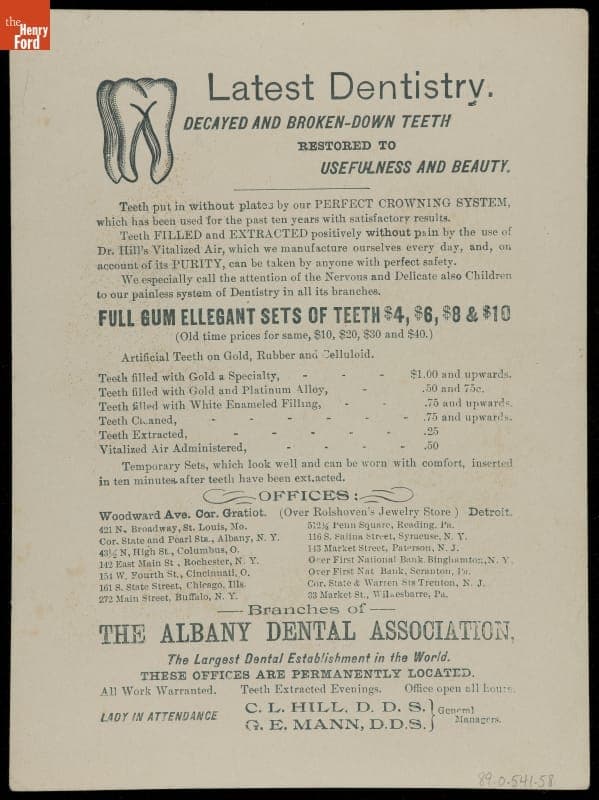 the
Henry
Ford
Latest Dentistry.
DECAYED AND BROKEN-DOWN TEETH
RESTORED TO
USEFULNESS AND BEAUTY.
Teeth put in without plates by our PERFECT CROWNING SYSTEM,
which has been used for the past ten years with satisfactory results.
Teeth FILLED and EXTRACTED positively without pain by the use of
Dr. Hill's Vitalized Air, which we manufacture ourselves every day, and, on
account of its PURITY, can be taken by anyone with perfect safety.
We especially call the attention of the Nervous and Delicate also Children
to our painless system of Dentistry in all its branches.
FULL GUM ELLEGANT SETS OF TEETH $4, $6, $8 & $10
(Old time prices for same, $10, $20, $30 and $40.)
Artificial Teeth on Gold, Rubber and Celluloid.
Teeth filled with Gold a Specialty, - - - $1.00 and upwards.
Teeth filled with Gold and Platinum Alloy, - .50 and 75c.
Teeth filled with White Enameled Filling, - - .75 and upwards.
Teeth Cleaned, - - - - - - - .75 and upwards.
Teeth Extracted, - - - - - - .25
Vitalized Air Administered, - - - - .50
Temporary Sets, which look well and can be worn with comfort, inserted
in ten minutes after teeth have been extracted.
OFFICES:
Woodward Ave. Cor. Gratiot. (Over Rolshoven's Jewelry Store) Detroit.
421 N. Broadway, St. Louis, Mo. 512½ Penn Square, Reading, Pa.
Cor. State and Pearl Sts., Albany, N. Y. 116 S. Salina Street, Syracuse, N. Y.
43½ N, High St., Columbus, O. 143 Market Street, Paterson, N. J.
142 East Main St, Rochester, N. Y. Over First National Bank Binghamton, N. Y.
154 W. Fourth St., Cincinnati, O. Over First Nat Bank, Scranton, Pa.
161 S. State Street, Chicago, Ills. Cor. State & Warren Sts Trenton, N. J.
272 Main Street, Buffalo, N. Y. 33 Market St., Wilkesbarre, Pa.
Branches of
THE ALBANY DENTAL ASSOCIATION,
The Largest Dental Establishment in the World.
THESE OFFICES ARE PERMANENTLY LOCATED.
All Work Warranted. Teeth Extracted Evenings. Office open all hours.
LADY IN ATTENDANCE C. L. HILL, D. D. S. G. E. MANN, D.D.S. General Managers.
89.0.541.58